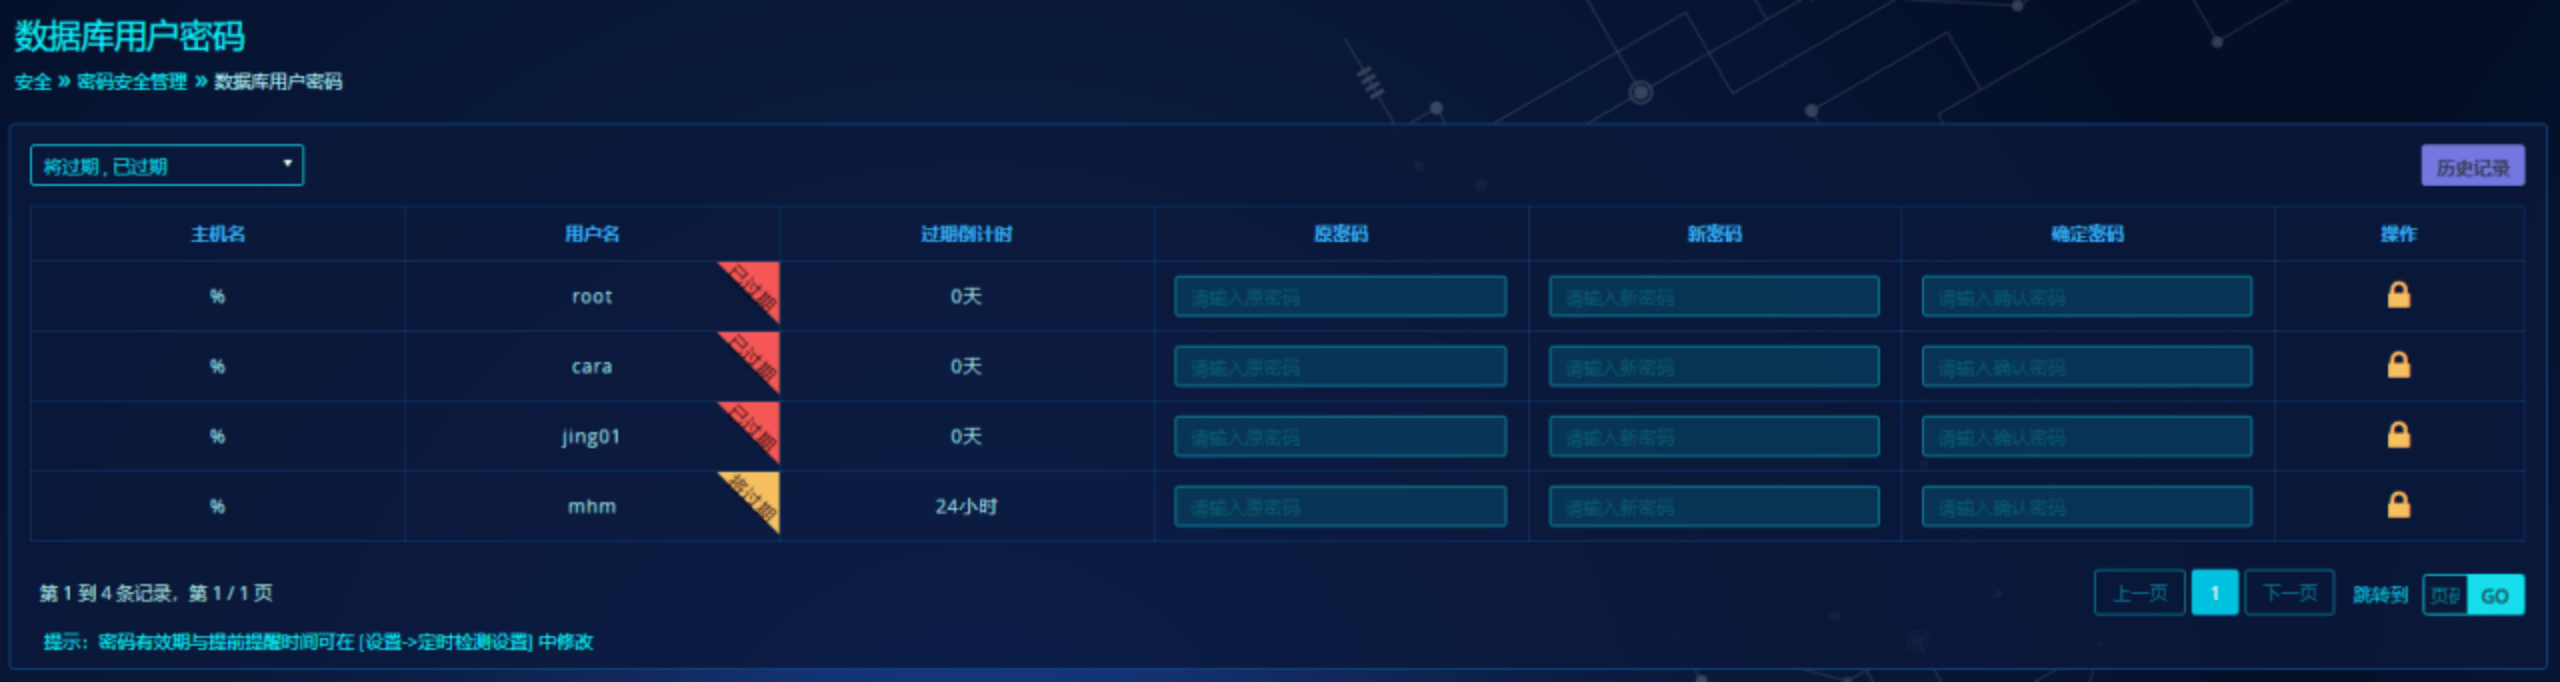 数据库用户密码
安全 » 密码安全管理 » 数据库用户密码
将过期 , 已过期
历史记录
主机名 用户名 过期倒计时 原密码 新密码 确定密码 操作
% root 已过期 0天 请输入原密码 请输入新密码 请输入确认密码
% cara 已过期 0天 请输入原密码 请输入新密码 请输入确认密码
% jing01 已过期 0天 请输入原密码 请输入新密码 请输入确认密码
% mhm 将过期 24小时 请输入原密码 请输入新密码 请输入确认密码
第 1 到 4 条记录，第 1 / 1 页
上一页 1 下一页 跳转到 页码 GO
提示：密码有效期与提前提醒时间可在 [设置->定时检测设置] 中修改